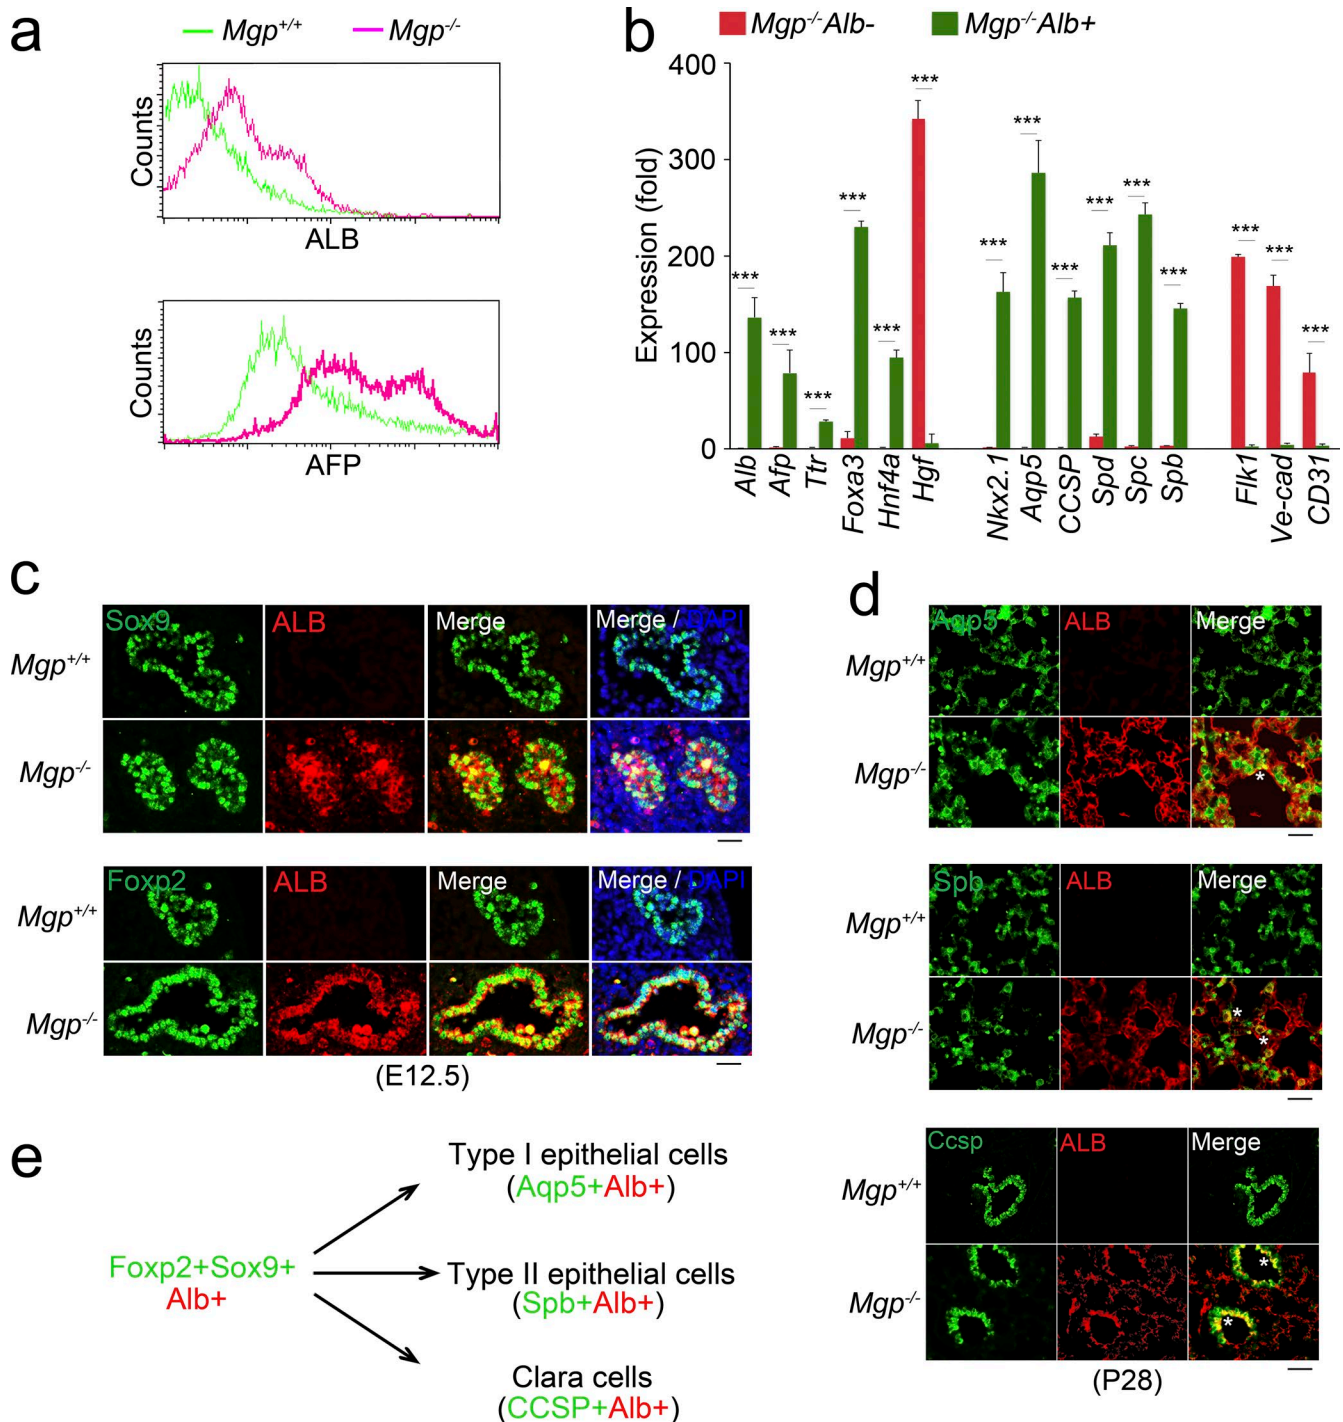 a
Mgp+/+ Mgp-/-
Counts
ALB
Counts
AFP
b
Mgp-/-Alb- Mgp-/-Alb+
Expression (fold)
400
300
200
100
0
*** *** *** *** *** *** *** *** *** *** *** *** *** *** ***
Alb Afp Ttr Foxa3 Hnf4a Hgf Nkx2.1 Aqp5 CCSP Spd Spc Spb Flk1 Ve-cad CD31
c
Sox9 ALB Merge Merge / DAPI
Mgp+/+
Mgp-/-
Foxp2 ALB Merge Merge / DAPI
Mgp+/+
Mgp-/-
(E12.5)
d
Aqp5 ALB Merge
Mgp+/+
Mgp-/-
*
Spb ALB Merge
Mgp+/+
Mgp-/-
*
*
Ccsp ALB Merge
Mgp+/+
Mgp-/-
*
*
(P28)
e
Foxp2+Sox9+
Alb+
Type I epithelial cells
(Aqp5+Alb+)
Type II epithelial cells
(Spb+Alb+)
Clara cells
(CCSP+Alb+)